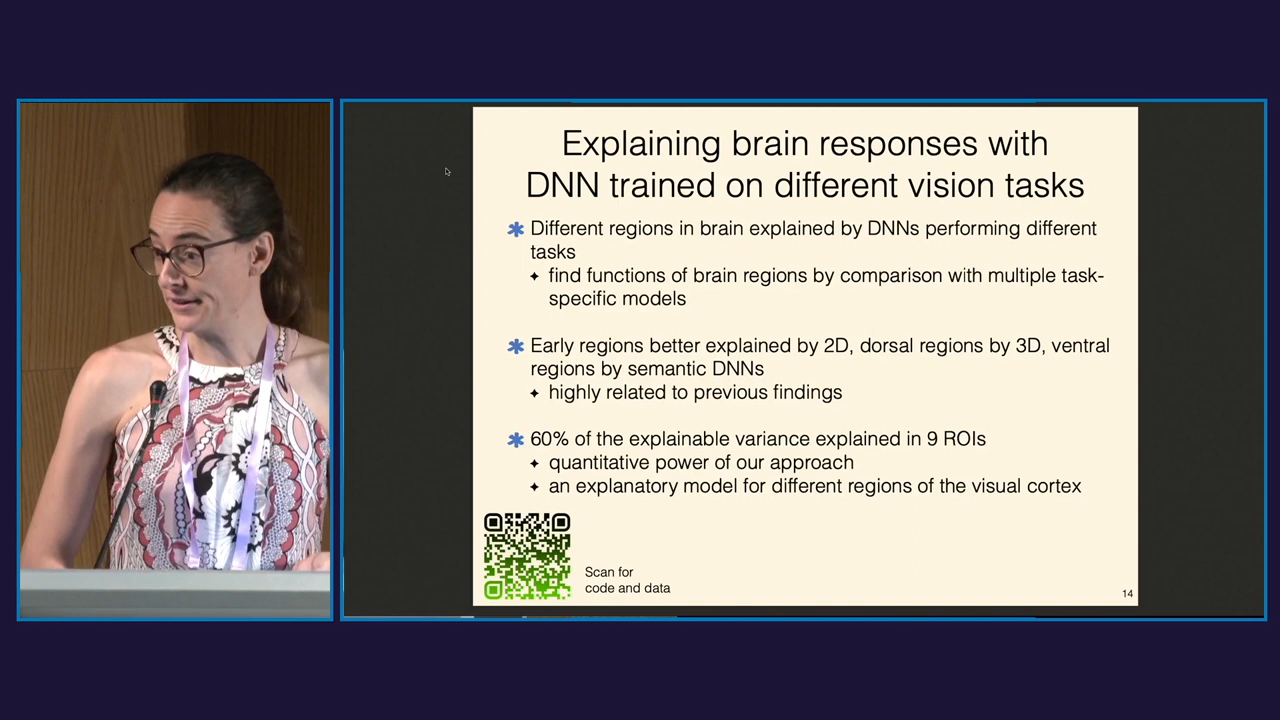 Explaining brain responses with
DNN trained on different vision tasks
Different regions in brain explained by DNNs performing different
tasks
find functions of brain regions by comparison with multiple task-
specific models
Early regions better explained by 2D, dorsal regions by 3D, ventral
regions by semantic DNNs
highly related to previous findings
60% of the explainable variance explained in 9 ROIs
quantitative power of our approach
an explanatory model for different regions of the visual cortex
Scan for
code and data
14